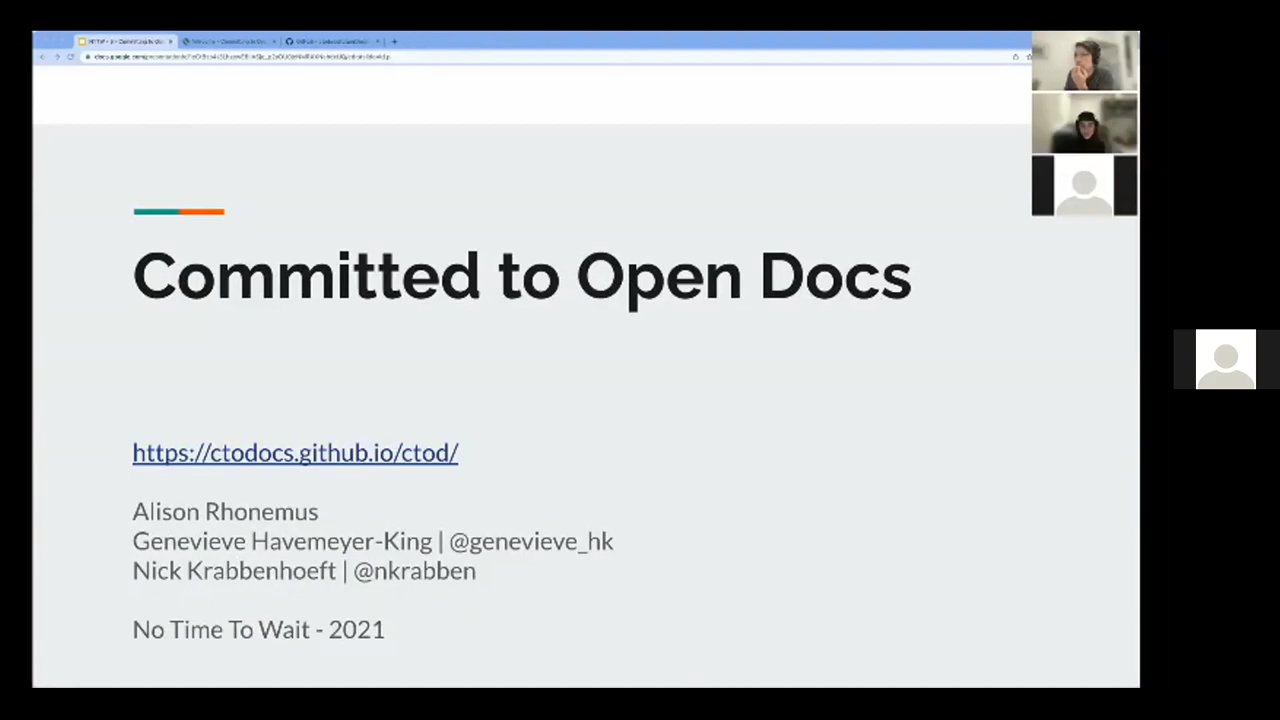 Committed to Open Docs
https://ctodocs.github.io/ctod/
Alison Rhonemus
Genevieve Havemeyer-King | @genevieve_hk
Nick Krabbenhoeft | @nkrabben
No Time To Wait - 2021